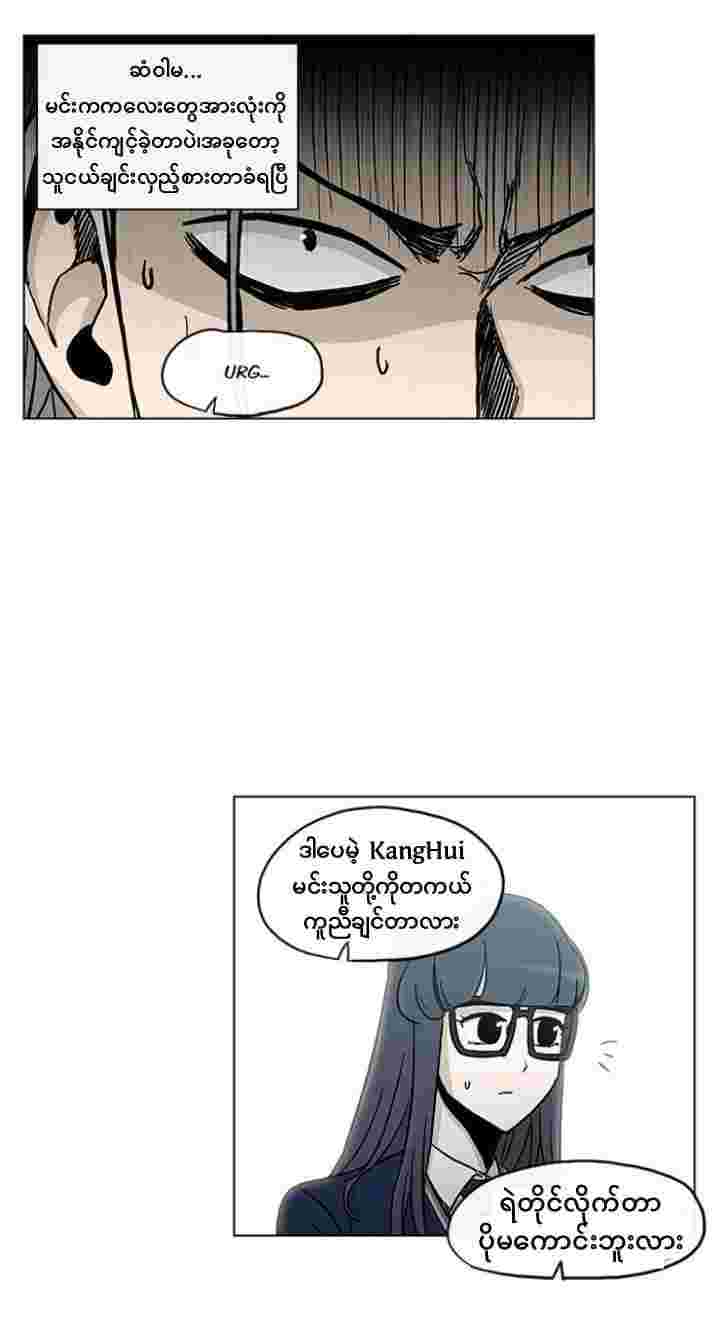 ဆံဝါမ...
မင်းကကလေးတွေအားလုံးကို
အနိုင်ကျင့်ခဲ့တာပဲ၊အခုတော့
သူငယ်ချင်းလှည့်စားတာခံရပြီ
URG...
ဒါပေမဲ့ KangHui
မင်းသူတို့ကိုတကယ်
ကူညီချင်တာလား
ရဲတိုင်လိုက်တာ
ပိုမကောင်းဘူးလား